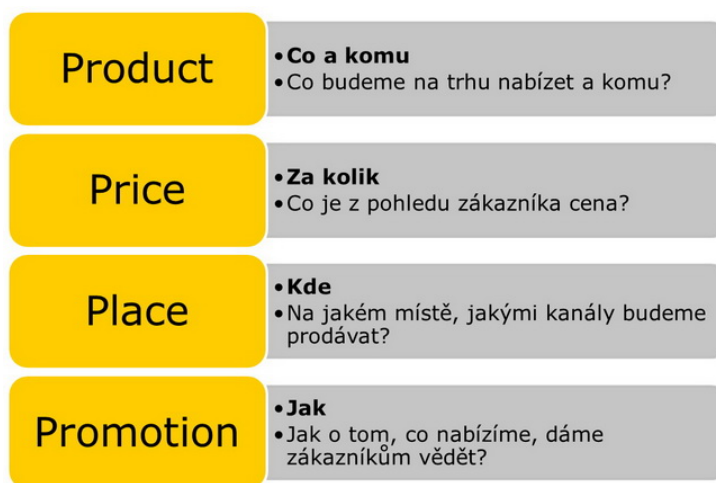 Product
•Co a komu
•Co budeme na trhu nabízet a komu?
Price
•Za kolik
•Co je z pohledu zákazníka cena?
Place
•Kde
•Na jakém místě, jakými kanály budeme
prodávat?
Promotion
•Jak
•Jak o tom, co nabízíme, dáme
zákazníkům vědět?